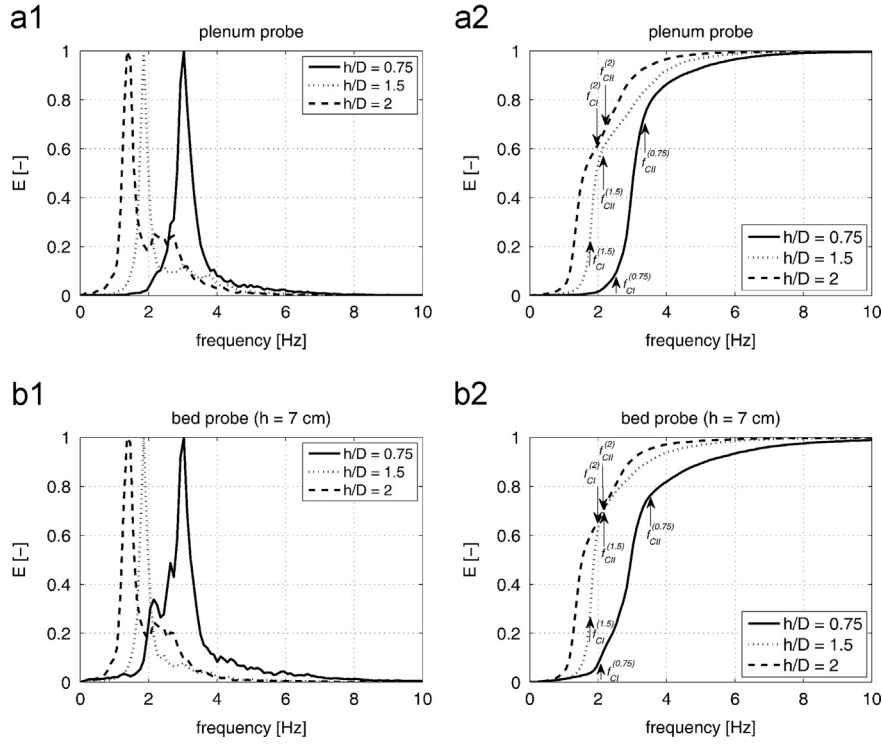 a1
plenum probe
E [−]
1
0.8
0.6
0.4
0.2
0
0 2 4 6 8 10
frequency [Hz]
h/D = 0.75
h/D = 1.5
h/D = 2
a2
plenum probe
E [−]
1
0.8
0.6
0.4
0.2
0
0 2 4 6 8 10
frequency [Hz]
f_CI^(2)
f_CII^(2)
f_CII^(0.75)
f_CII^(1.5)
f_CI^(1.5)
f_CI^(0.75)
h/D = 0.75
h/D = 1.5
h/D = 2
b1
bed probe (h = 7 cm)
E [−]
1
0.8
0.6
0.4
0.2
0
0 2 4 6 8 10
frequency [Hz]
h/D = 0.75
h/D = 1.5
h/D = 2
b2
bed probe (h = 7 cm)
E [−]
1
0.8
0.6
0.4
0.2
0
0 2 4 6 8 10
frequency [Hz]
f_CI^(2)
f_CII^(2)
f_CII^(0.75)
f_CII^(1.5)
f_CI^(1.5)
f_CI^(0.75)
h/D = 0.75
h/D = 1.5
h/D = 2